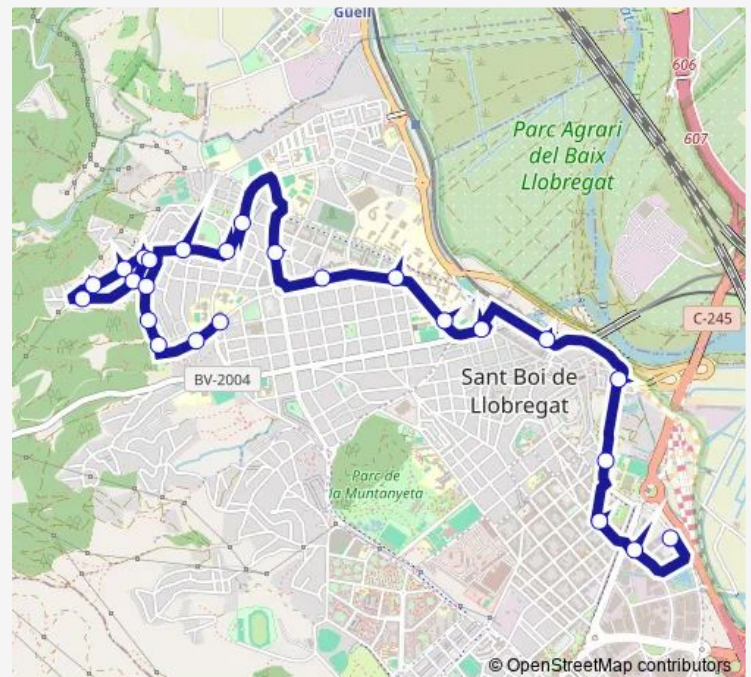 Güell
606
607
Parc Agrari
del Baix
Llobregat
C-245
BV-2004
Sant Boi de
Llobregat
Parc de
la Muntanyeta
© OpenStreetMap contributors